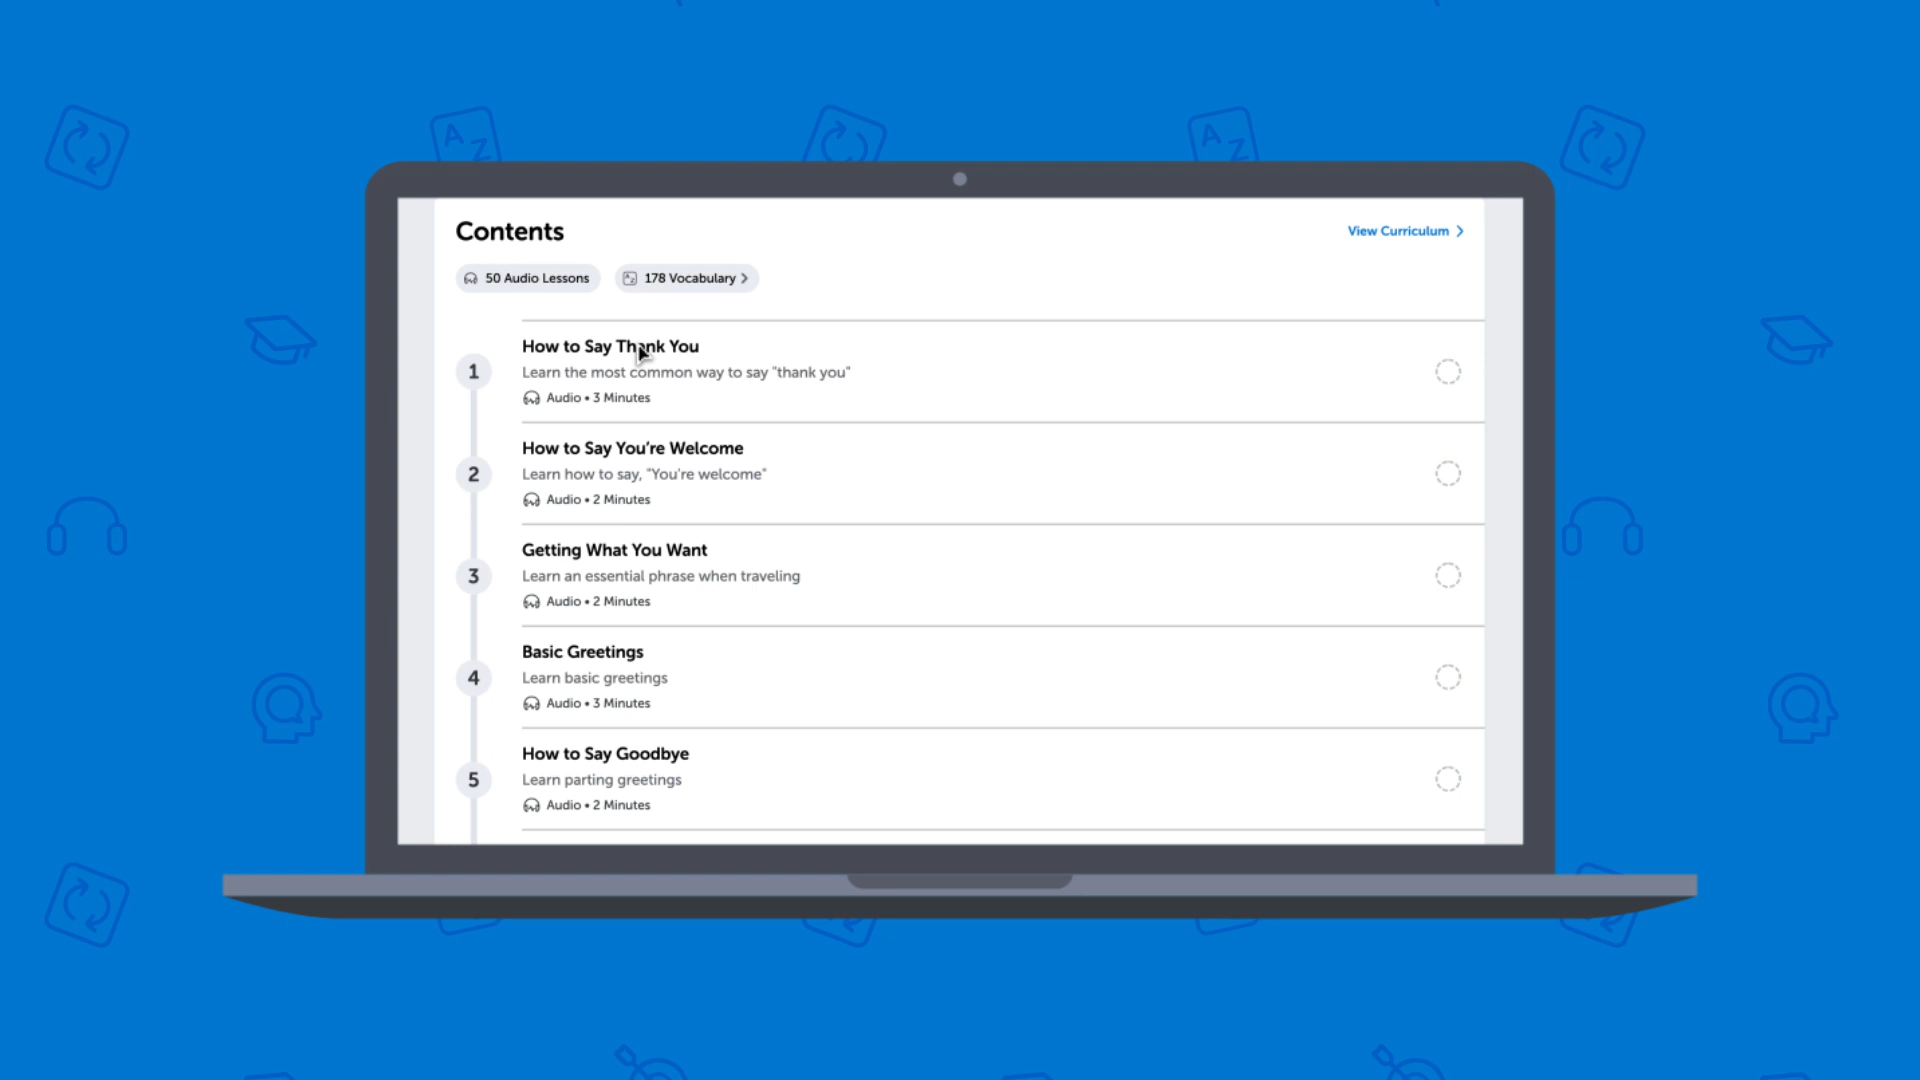 A Z
A Z
Contents
View Curriculum
50 Audio Lessons
178 Vocabulary
How to Say Thank You
1
Learn the most common way to say "thank you"
Audio • 3 Minutes
How to Say You're Welcome
2
Learn how to say, "You're welcome"
Audio • 2 Minutes
Getting What You Want
3
Learn an essential phrase when traveling
Audio • 2 Minutes
Basic Greetings
4
Learn basic greetings
Audio • 3 Minutes
How to Say Goodbye
5
Learn parting greetings
Audio • 2 Minutes